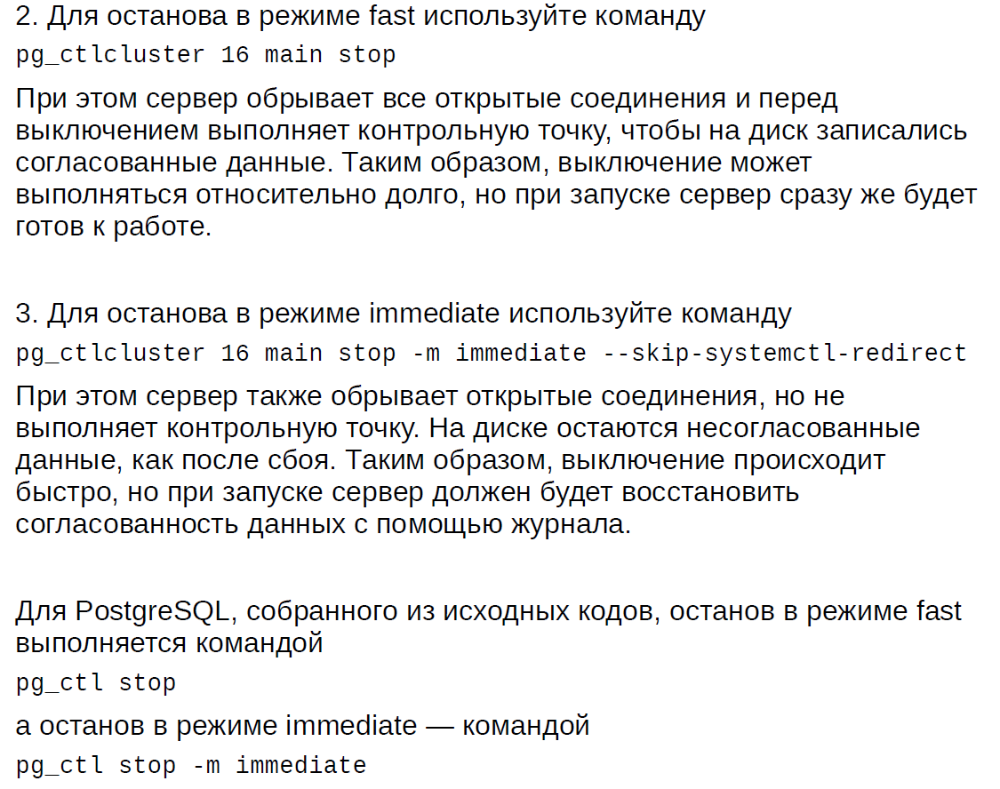 2. Для останова в режиме fast используйте команду
pg_ctlcluster 16 main stop
При этом сервер обрывает все открытые соединения и перед
выключением выполняет контрольную точку, чтобы на диск записались
согласованные данные. Таким образом, выключение может
выполняться относительно долго, но при запуске сервер сразу же будет
готов к работе.
3. Для останова в режиме immediate используйте команду
pg_ctlcluster 16 main stop -m immediate --skip-systemctl-redirect
При этом сервер также обрывает открытые соединения, но не
выполняет контрольную точку. На диске остаются несогласованные
данные, как после сбоя. Таким образом, выключение происходит
быстро, но при запуске сервер должен будет восстановить
согласованность данных с помощью журнала.
Для PostgreSQL, собранного из исходных кодов, останов в режиме fast
выполняется командой
pg_ctl stop
а останов в режиме immediate — командой
pg_ctl stop -m immediate